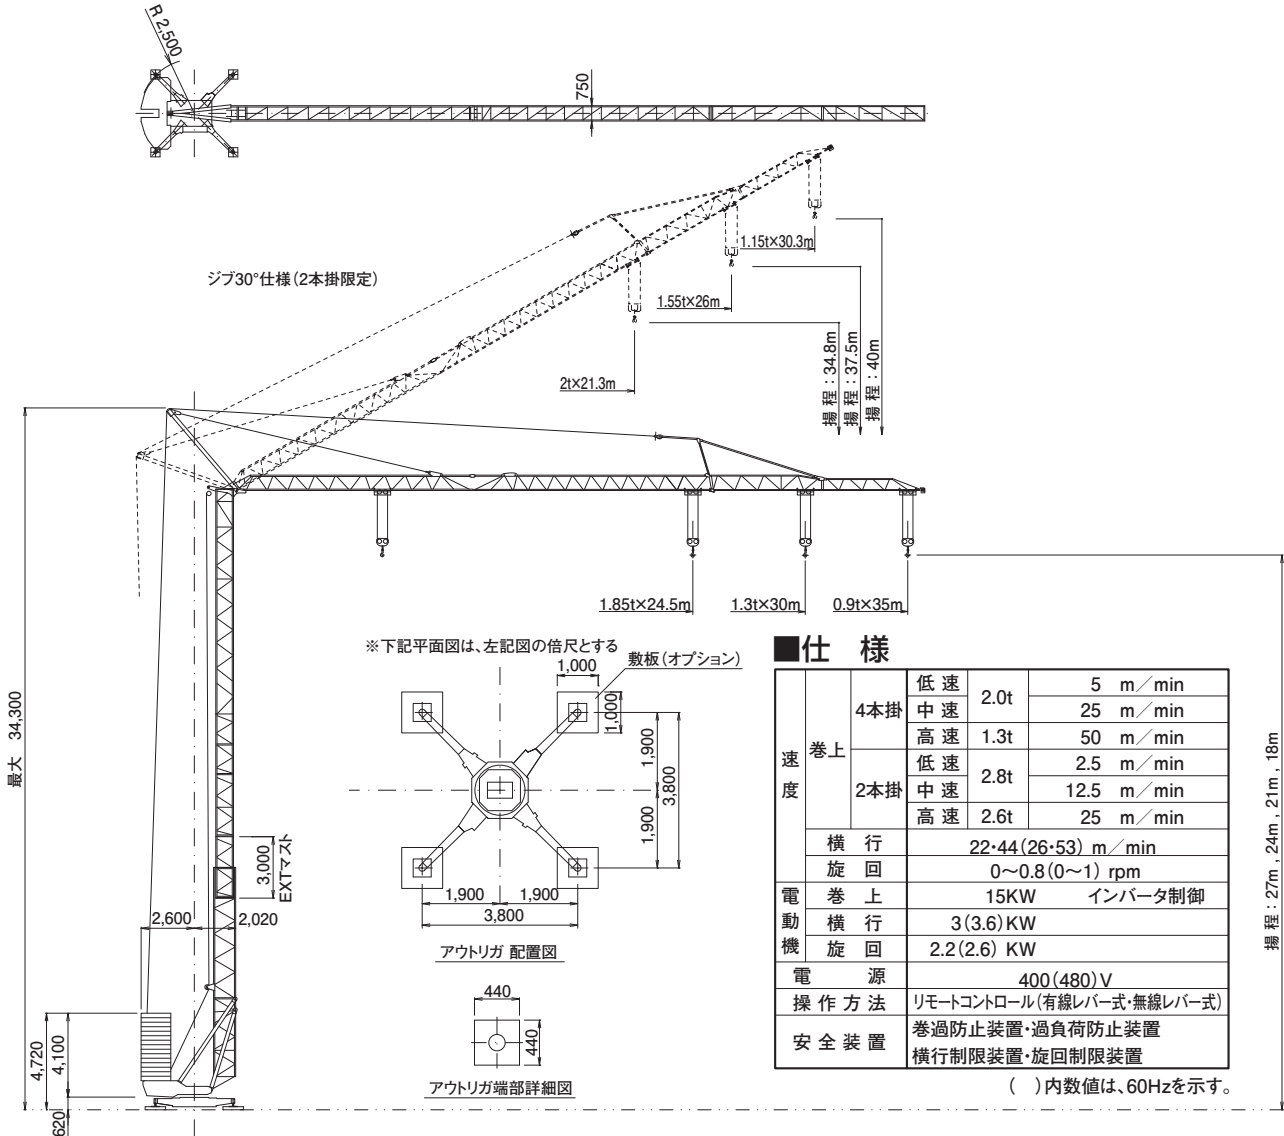 R 2,500
750
1.15t×30.3m
ジブ30°仕様(2本掛限定)
1.55t×26m
2t×21.3m
揚程：34.8m
揚程：37.5m
揚程：40m
1.85t×24.5m
1.3t×30m
0.9t×35m
最大 34,300
揚程：27m , 24m , 21m , 18m
3,000
EXTマスト
2,600
2,020
4,720
4,100
620
※下記平面図は、左記図の倍尺とする
敷板(オプション)
1,000
1,000
1,900
1,900
3,800
1,900
1,900
3,800
アウトリガ 配置図
440
440
アウトリガ端部詳細図
■仕 様
速度 巻上 4本掛 低速 2.0t 5 m／min
中速 25 m／min
高速 1.3t 50 m／min
2本掛 低速 2.8t 2.5 m／min
中速 12.5 m／min
高速 2.6t 25 m／min
横行 22・44(26・53) m／min
旋回 0〜0.8(0〜1) rpm
電動機 巻上 15KW インバータ制御
横行 3(3.6)KW
旋回 2.2(2.6) KW
電源 400(480)V
操作方法 リモートコントロール(有線レバー式・無線レバー式)
安全装置 巻過防止装置・過負荷防止装置
横行制限装置・旋回制限装置
( )内数値は、60Hzを示す。